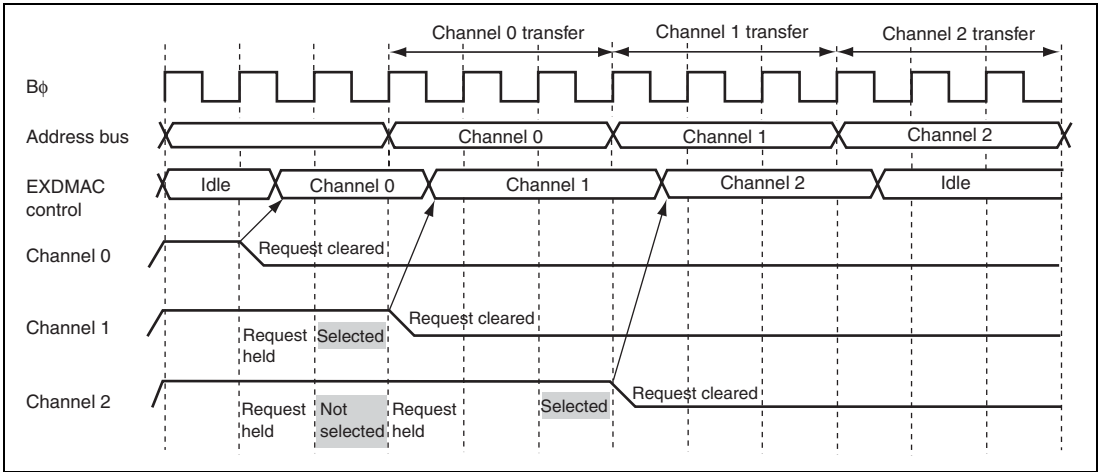 Channel 0 transfer Channel 1 transfer Channel 2 transfer
Bϕ
Address bus Channel 0 Channel 1 Channel 2
EXDMAC Idle Channel 0 Channel 1 Channel 2 Idle
control
Channel 0 Request cleared
Channel 1 Request cleared
Request Selected
held
Channel 2 Request cleared
Request Not Request Selected
held selected held